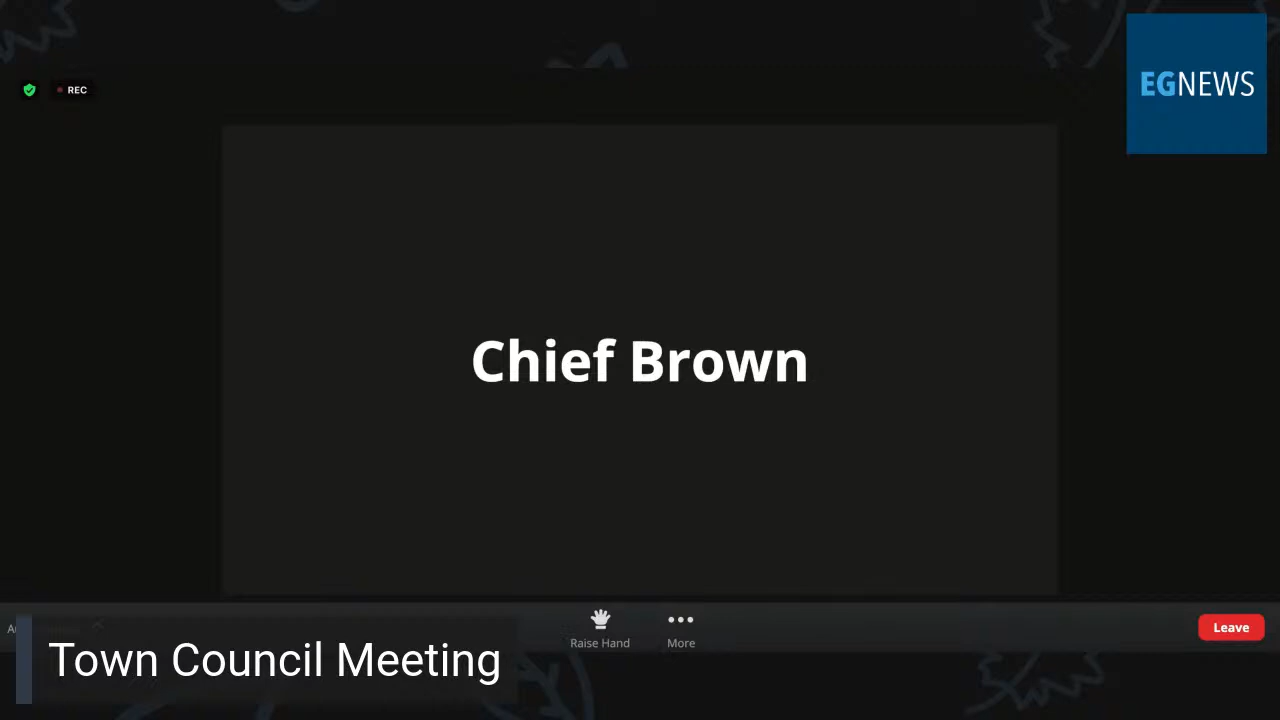 EGNEWS
REC
Chief Brown
Raise Hand
More
Leave
Town Council Meeting